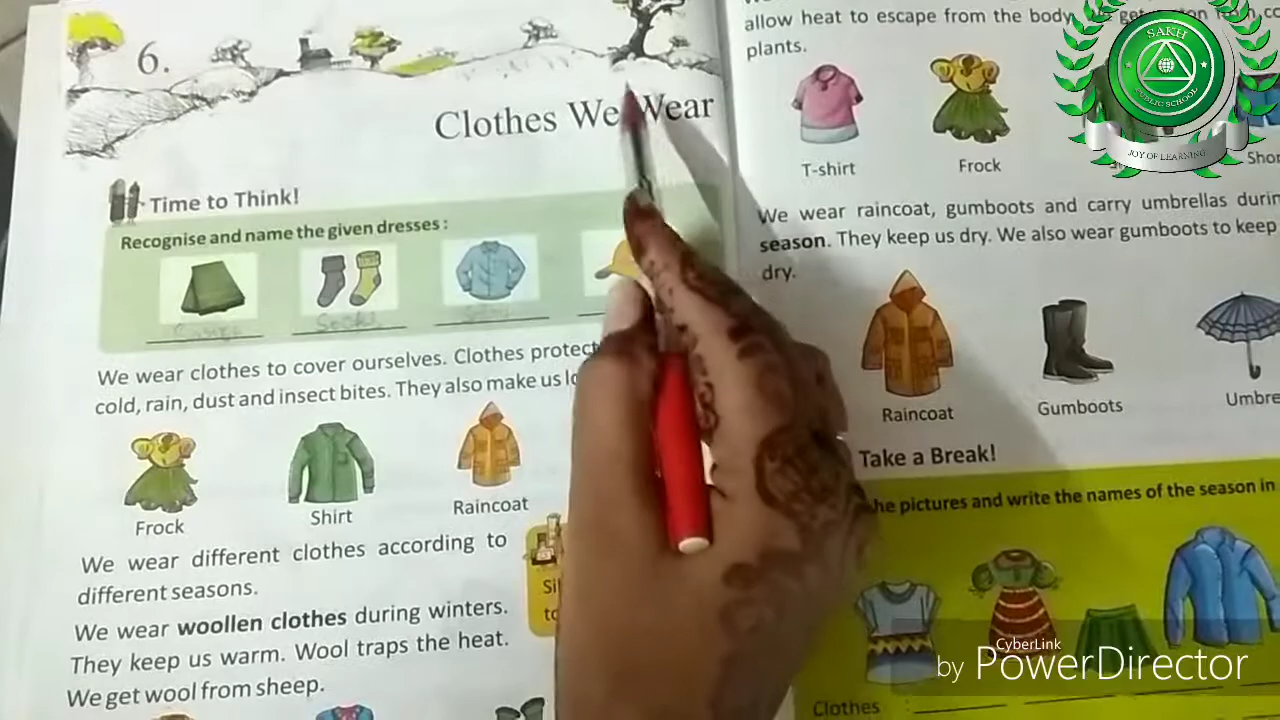 6.
Clothes We Wear
Time to Think!
Recognise and name the given dresses :
Socks
We wear clothes to cover ourselves. Clothes protect
cold, rain, dust and insect bites. They also make us
Frock
Shirt
Raincoat
We wear different clothes according to
different seasons.
We wear woollen clothes during winters.
They keep us warm. Wool traps the heat.
We get wool from sheep.
allow heat to escape from the body.
plants.
T-shirt
Frock
We wear raincoat, gumboots and carry umbrellas
season. They keep us dry. We also wear gumboots to keep
dry.
Raincoat
Gumboots
Take a Break!
pictures and write the names of the season in
Clothes :
SAKH
PUBLIC SCHOOL
JOY OF LEARNING
CyberLink
by PowerDirector